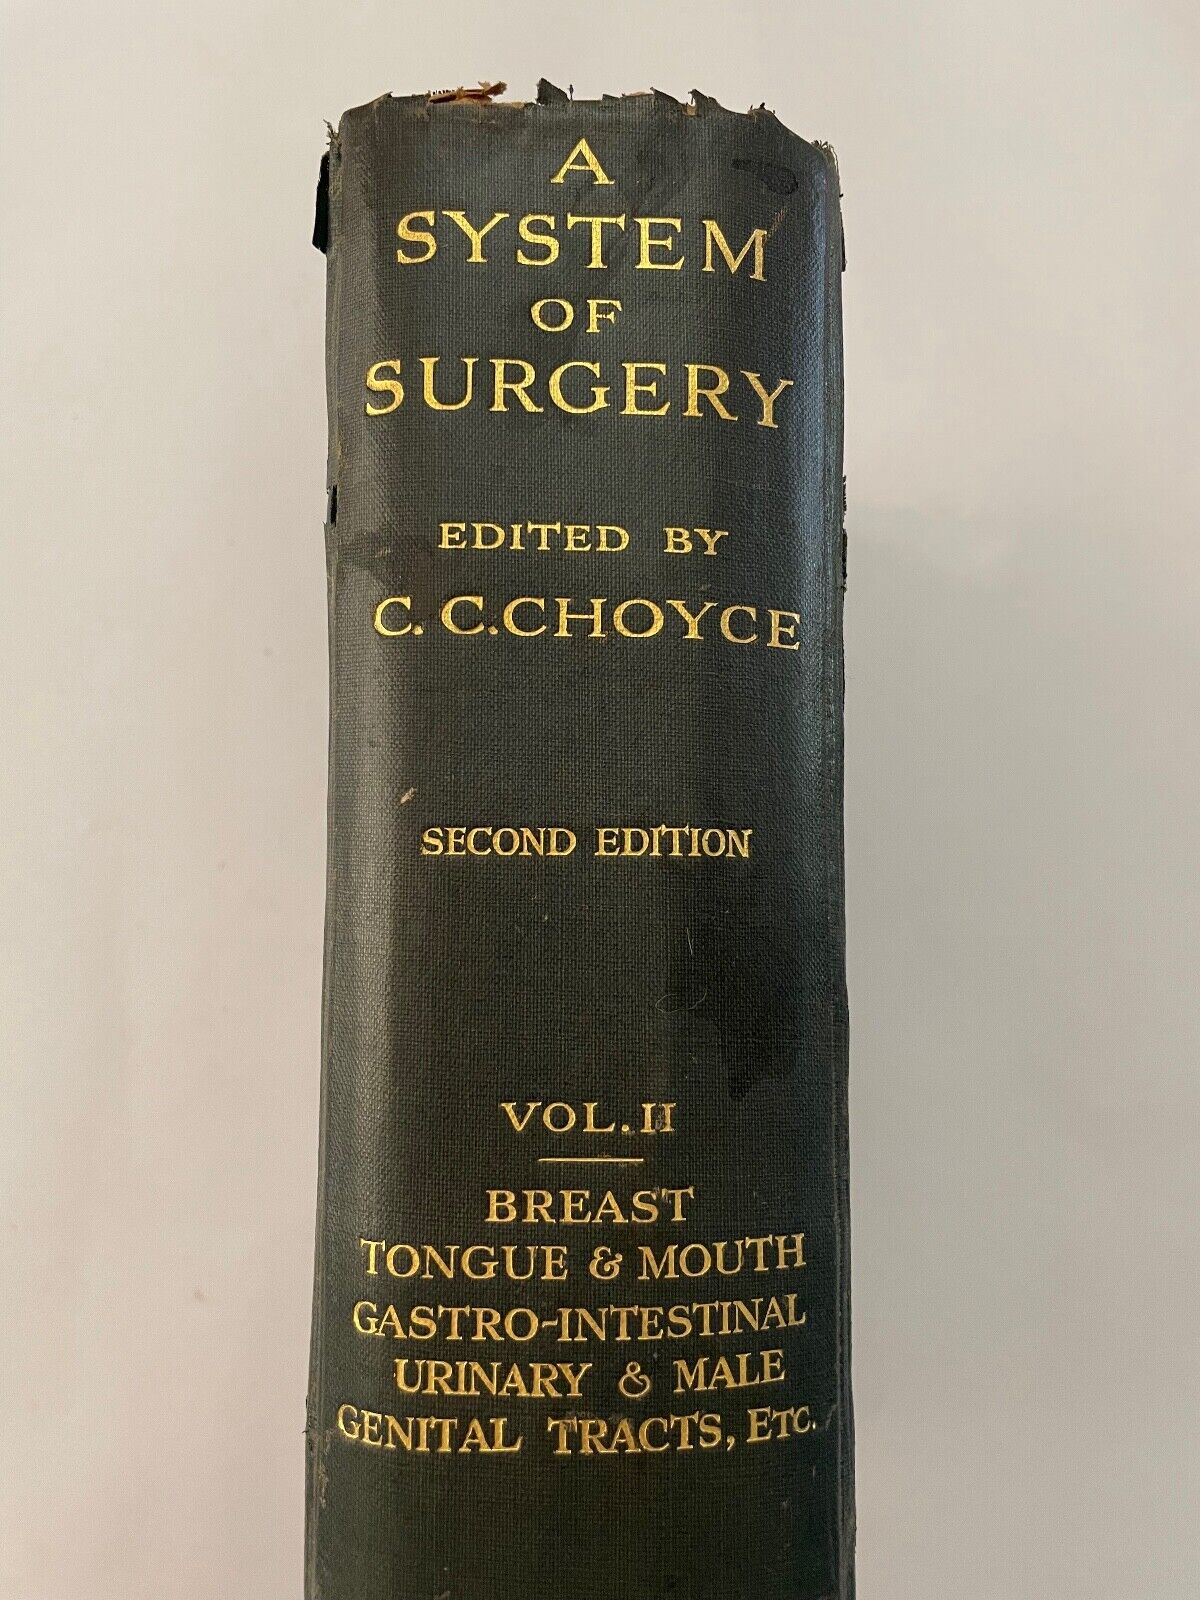 A
SYSTEM
OF
SURGERY
EDITED BY
C. C. CHOYCE
SECOND EDITION
VOL. II
BREAST
TONGUE & MOUTH
GASTRO-INTESTINAL
URINARY & MALE
GENITAL TRACTS, ETC.